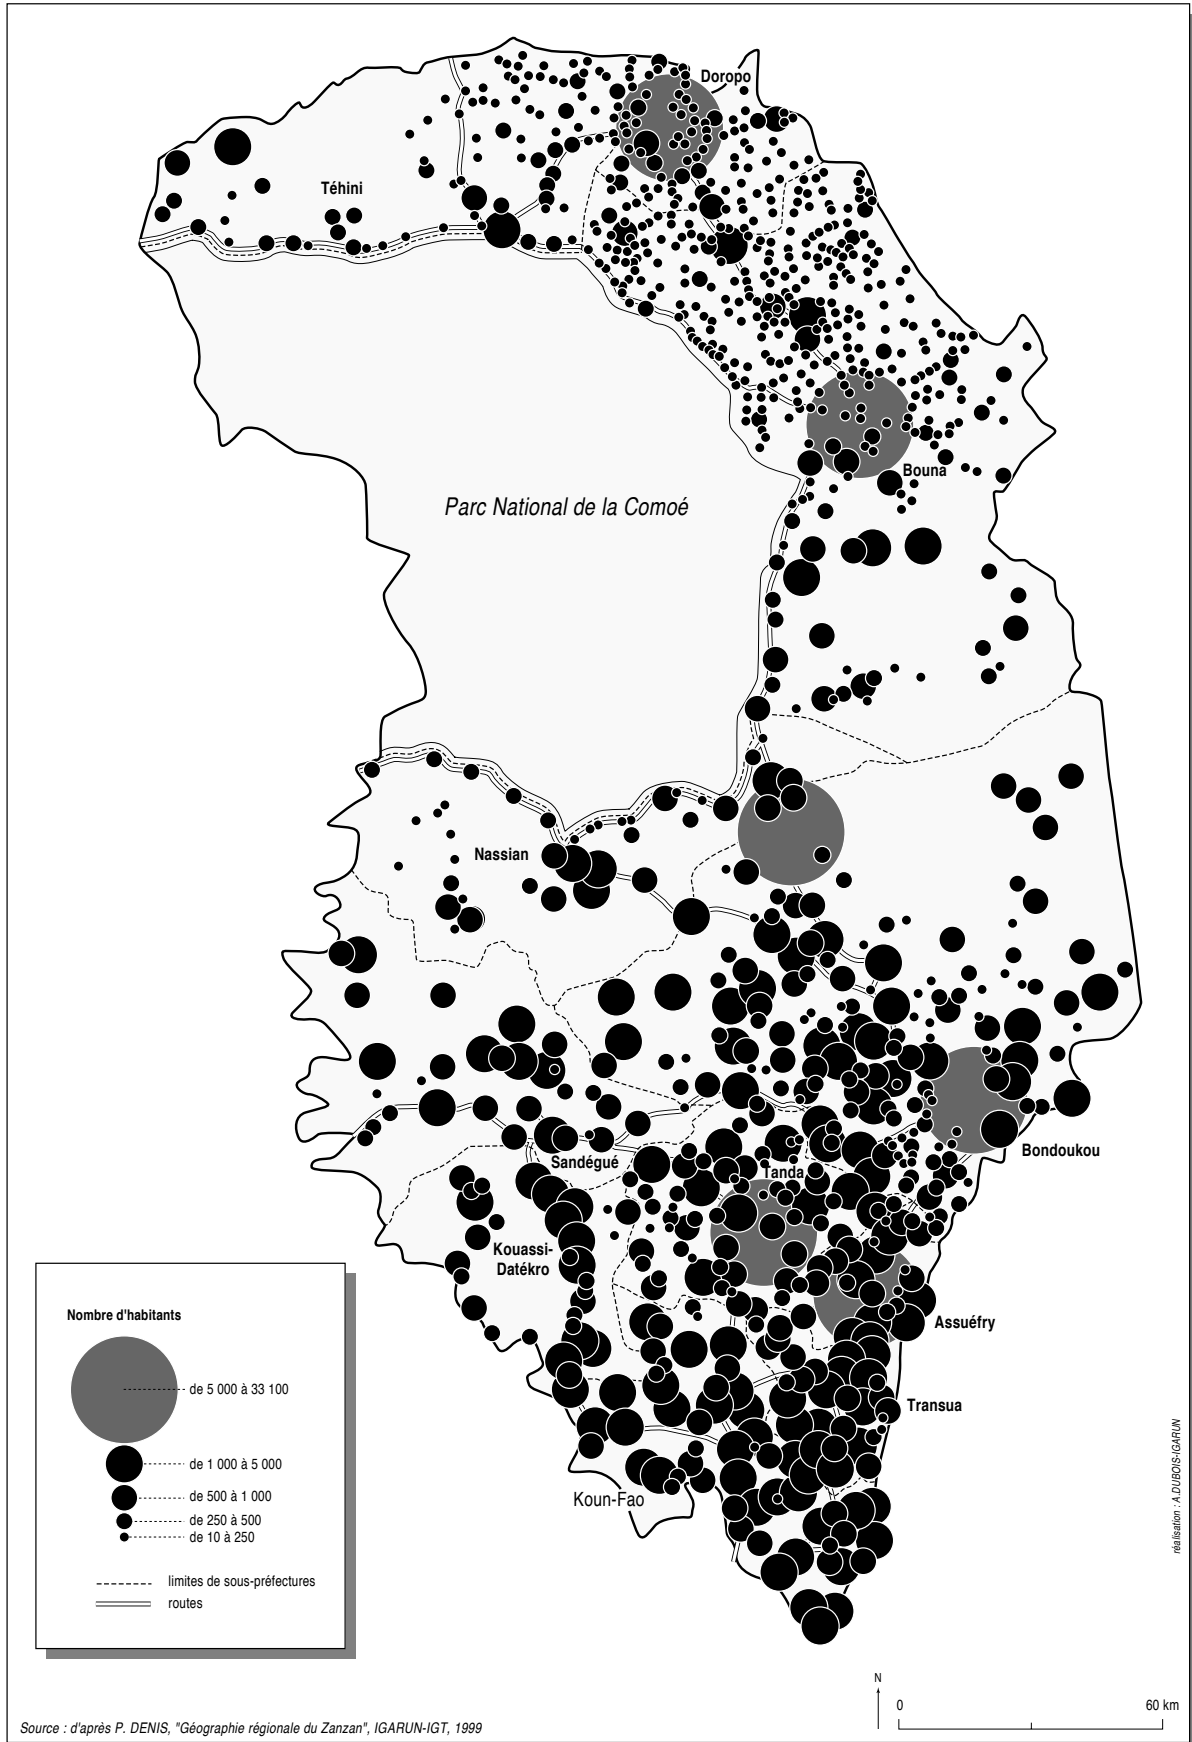 Doropo
Téhini
Parc National de la Comoé
Bouna
Nassian
Bondoukou
Sandégué
Tanda
Kouassi-
Datékro
Assuéfry
Transua
Koun-Fao
Nombre d'habitants
de 5 000 à 33 100
de 1 000 à 5 000
de 500 à 1 000
de 250 à 500
de 10 à 250
limites de sous-préfectures
routes
réalisation : A.DUBOIS-IGARUN
N
0 60 km
Source : d'après P. DENIS, "Géographie régionale du Zanzan", IGARUN-IGT, 1999